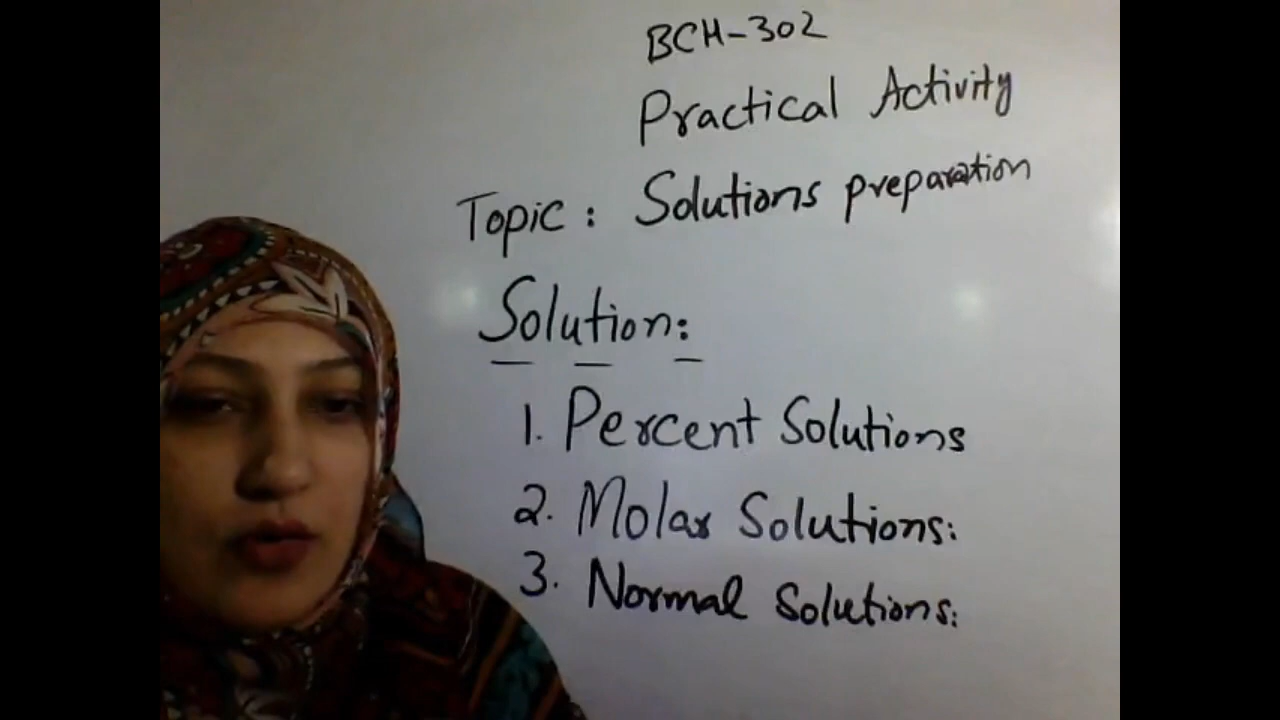 BCH-302
Practical Activity
Topic: Solutions preparation
Solution:
1. Percent Solutions
2. Molar Solutions:
3. Normal Solutions: